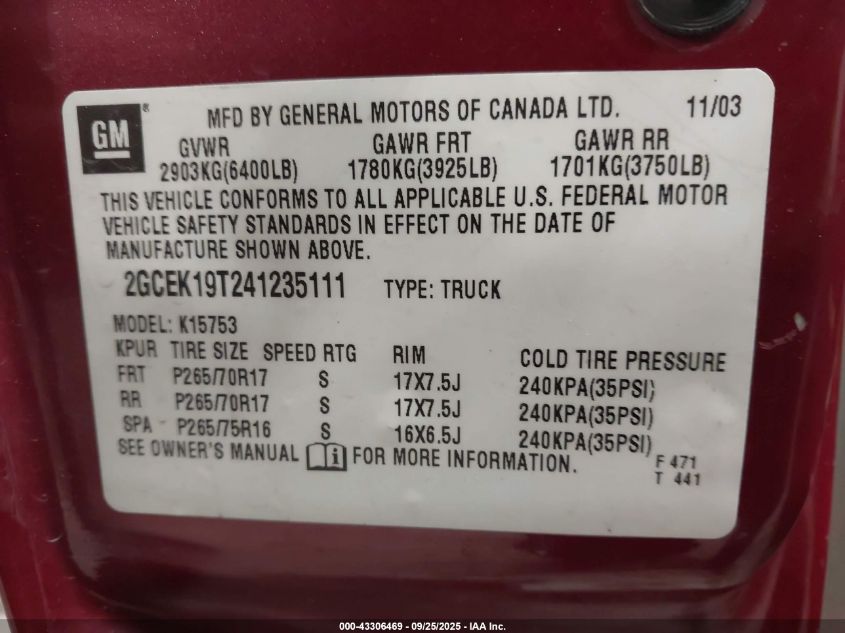 GM® MFD BY GENERAL MOTORS OF CANADA LTD. 11/03
GVWR GAWR FRT GAWR RR
2903KG(6400LB) 1780KG(3925LB) 1701KG(3750LB)
THIS VEHICLE CONFORMS TO ALL APPLICABLE U.S. FEDERAL MOTOR
VEHICLE SAFETY STANDARDS IN EFFECT ON THE DATE OF
MANUFACTURE SHOWN ABOVE.
2GCEK19T241235111 TYPE: TRUCK
MODEL: K15753
KPUR TIRE SIZE SPEED RTG RIM COLD TIRE PRESSURE
FRT P265/70R17 S 17X7.5J 240KPA(35PSI)
RR P265/70R17 S 17X7.5J 240KPA(35PSI)
SPA P265/75R16 S 16X6.5J 240KPA(35PSI)
SEE OWNER'S MANUAL FOR MORE INFORMATION.
F 471
T 441
000-43306469 - 09/25/2025 - IAA Inc.